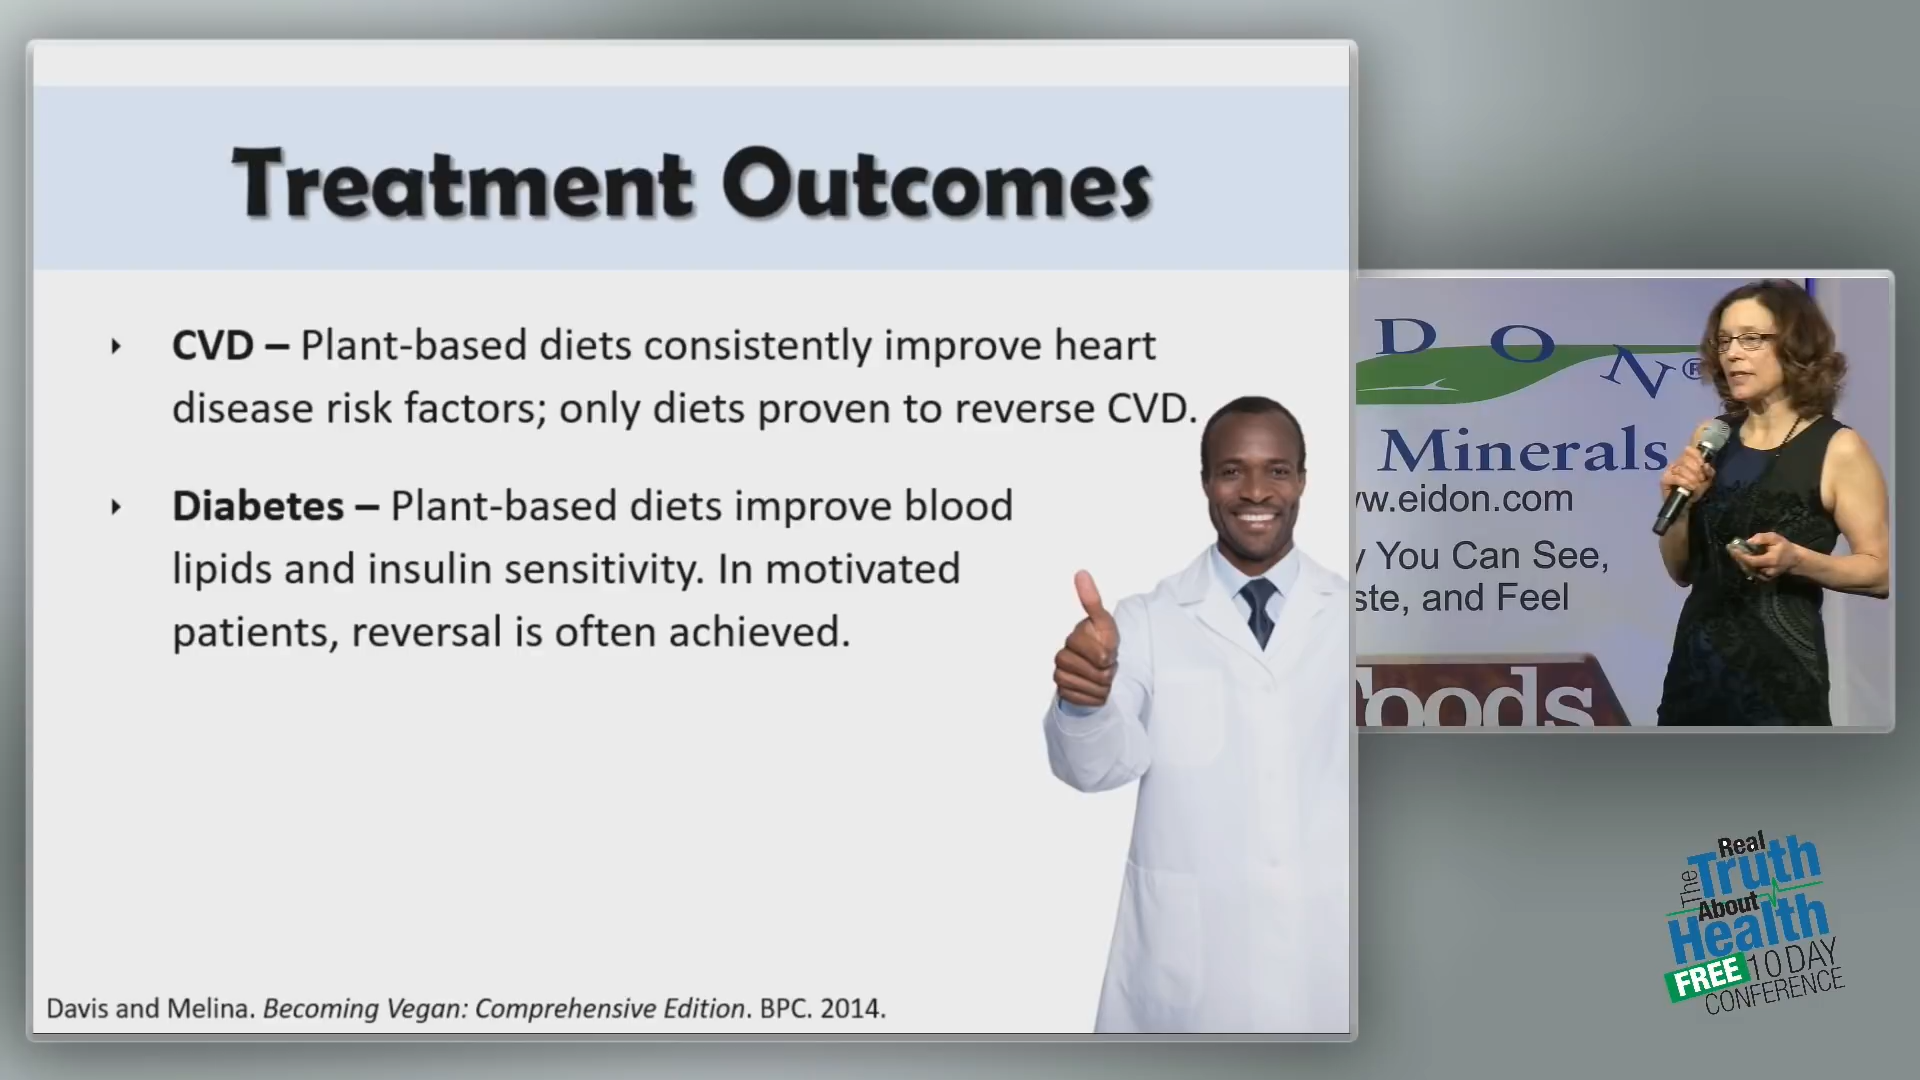 Treatment Outcomes
‣ CVD – Plant-based diets consistently improve heart
disease risk factors; only diets proven to reverse CVD.
‣ Diabetes – Plant-based diets improve blood
lipids and insulin sensitivity. In motivated
patients, reversal is often achieved.
Davis and Melina. Becoming Vegan: Comprehensive Edition. BPC. 2014.
DON®
Minerals
w.eidon.com
y You Can See,
ste, and Feel
foods
The Real
Truth
About
Health
FREE 10 DAY
CONFERENCE